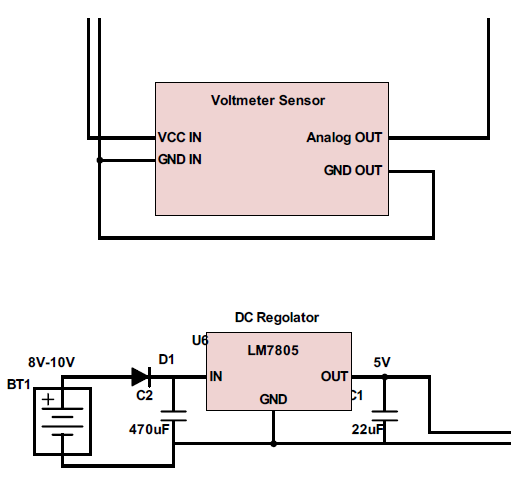 Voltmeter Sensor
VCC IN
Analog OUT
GND IN
GND OUT
DC Regolator
U6
LM7805
8V-10V
D1
5V
BT1
IN
OUT
+
C2
GND
C1
470uF
22uF